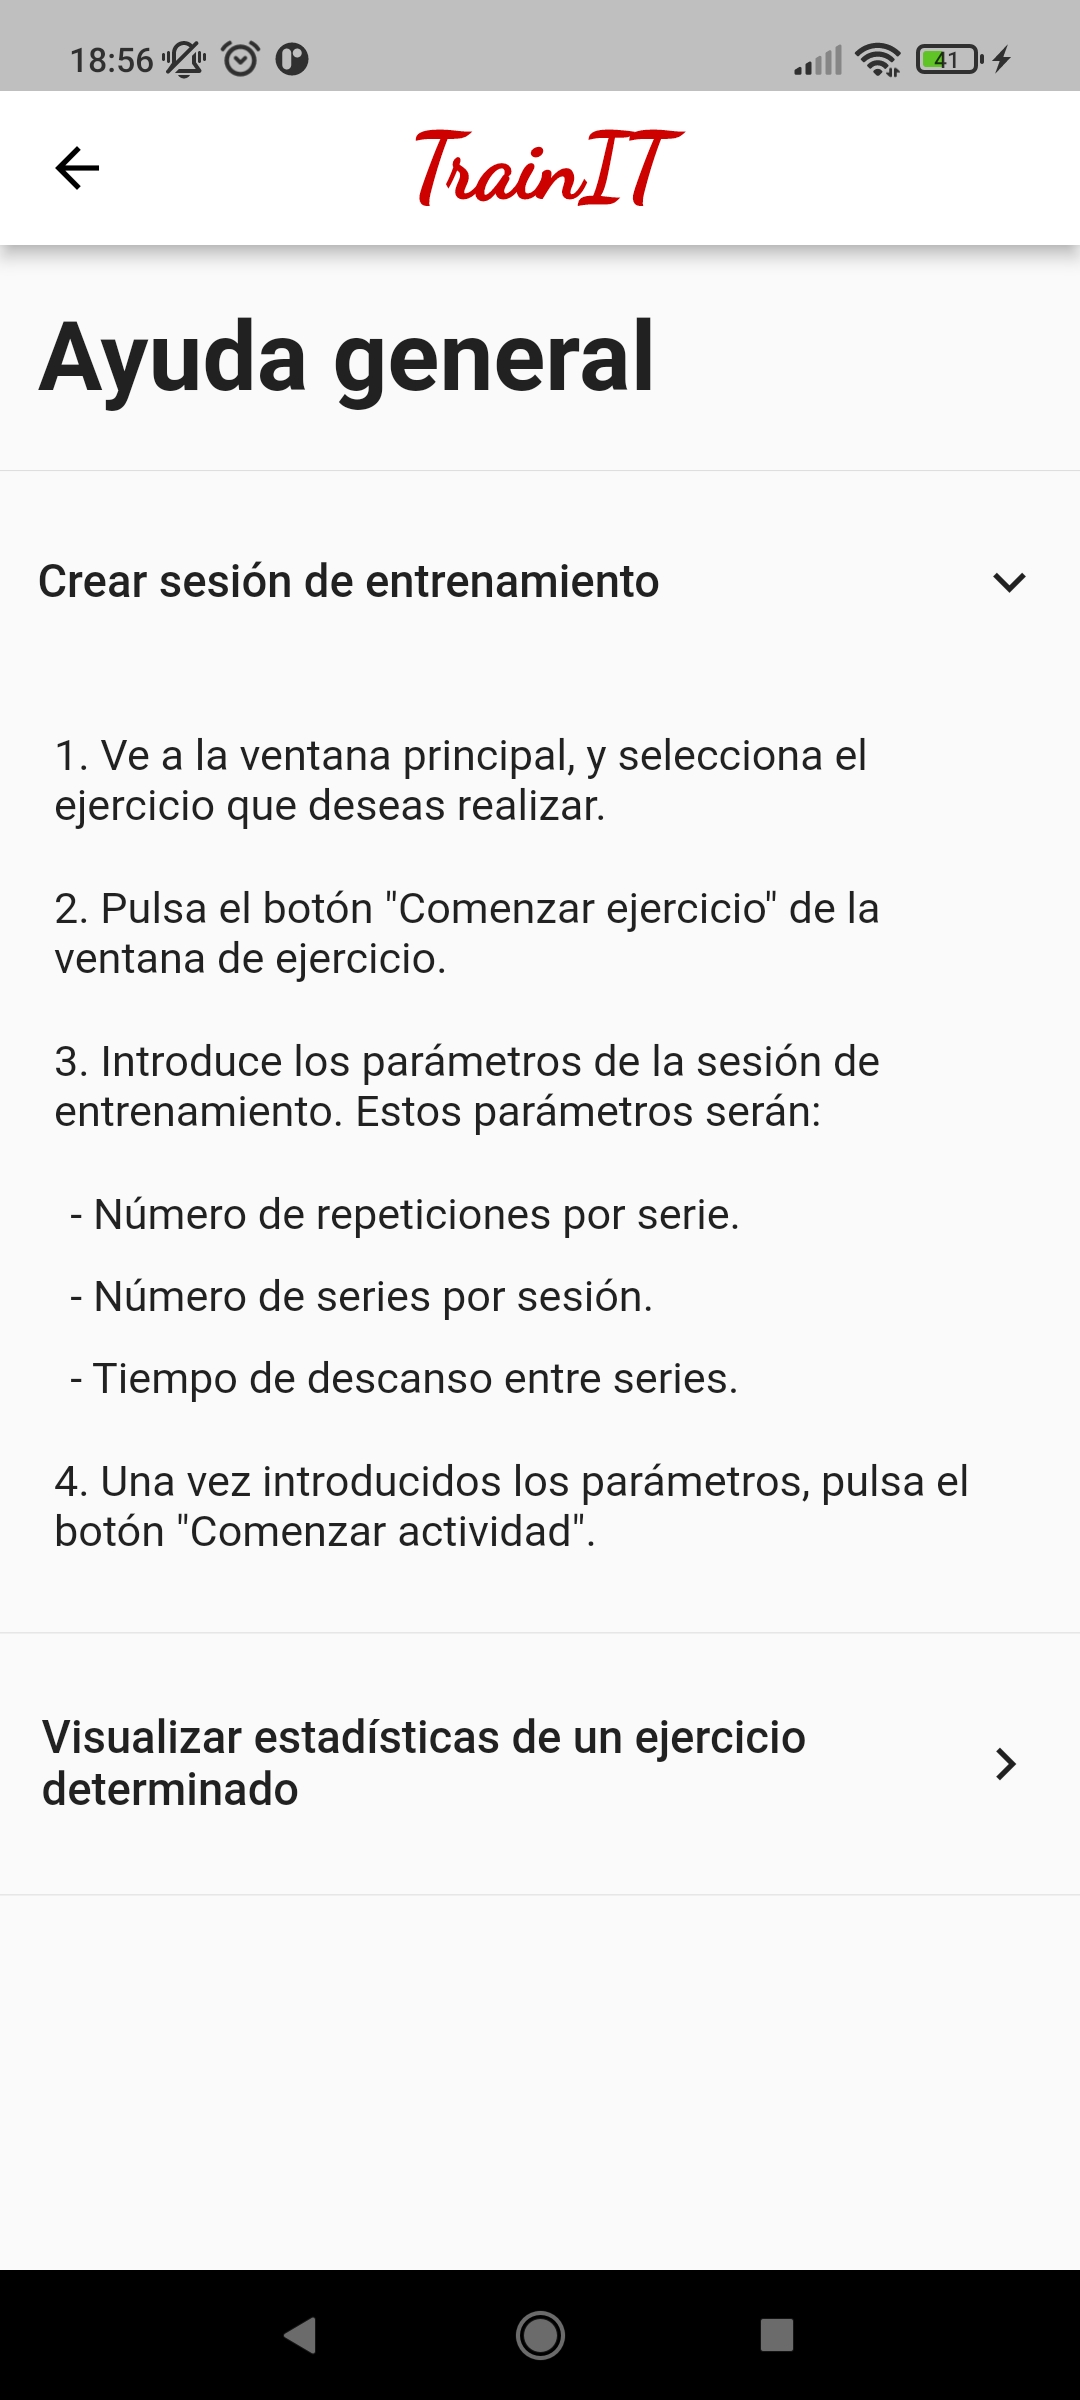 18:56
41
TrainIT
Ayuda general
Crear sesión de entrenamiento
1. Ve a la ventana principal, y selecciona el
ejercicio que deseas realizar.
2. Pulsa el botón "Comenzar ejercicio" de la
ventana de ejercicio.
3. Introduce los parámetros de la sesión de
entrenamiento. Estos parámetros serán:
- Número de repeticiones por serie.
- Número de series por sesión.
- Tiempo de descanso entre series.
4. Una vez introducidos los parámetros, pulsa el
botón "Comenzar actividad".
Visualizar estadísticas de un ejercicio
determinado